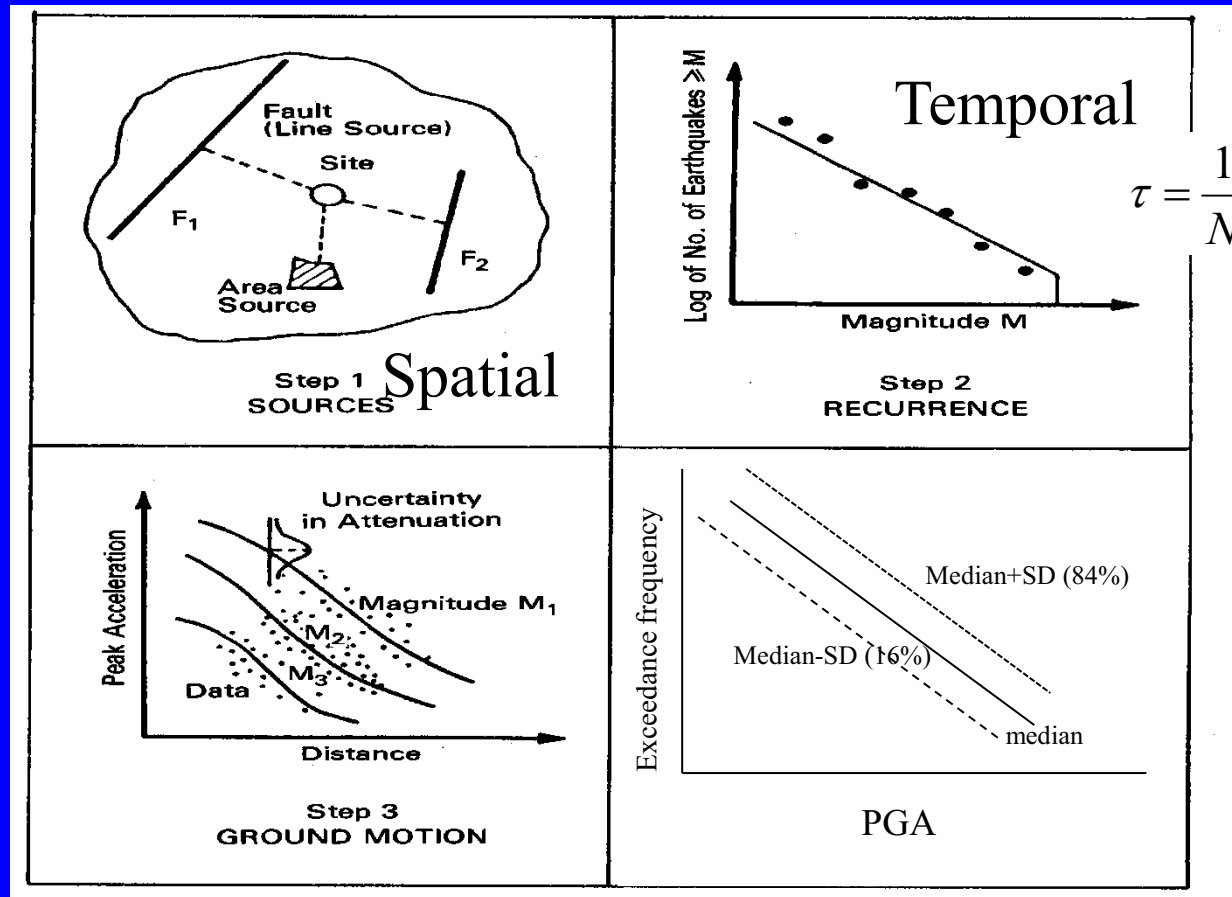 Fault
(Line Source)
Site
F₁
F₂
Area
Source
Step 1 Spatial
SOURCES
Log of No. of Earthquakes ≥M
Temporal
τ = 1
N
Magnitude M
Step 2
RECURRENCE
Uncertainty
in Attenuation
Peak Acceleration
Magnitude M₁
M₂
M₃
Data
Distance
Step 3
GROUND MOTION
Exceedance frequency
Median+SD (84%)
Median-SD (16%)
median
PGA